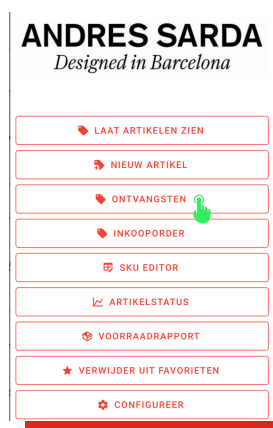 ANDRES SARDA
Designed in Barcelona
LAAT ARTIKELEN ZIEN
NIEUW ARTIKEL
ONTVANGSTEN
INKOOPORDER
SKU EDITOR
ARTIKELSTATUS
VOORRAADRAPPORT
VERWIJDER UIT FAVORIETEN
CONFIGUREER